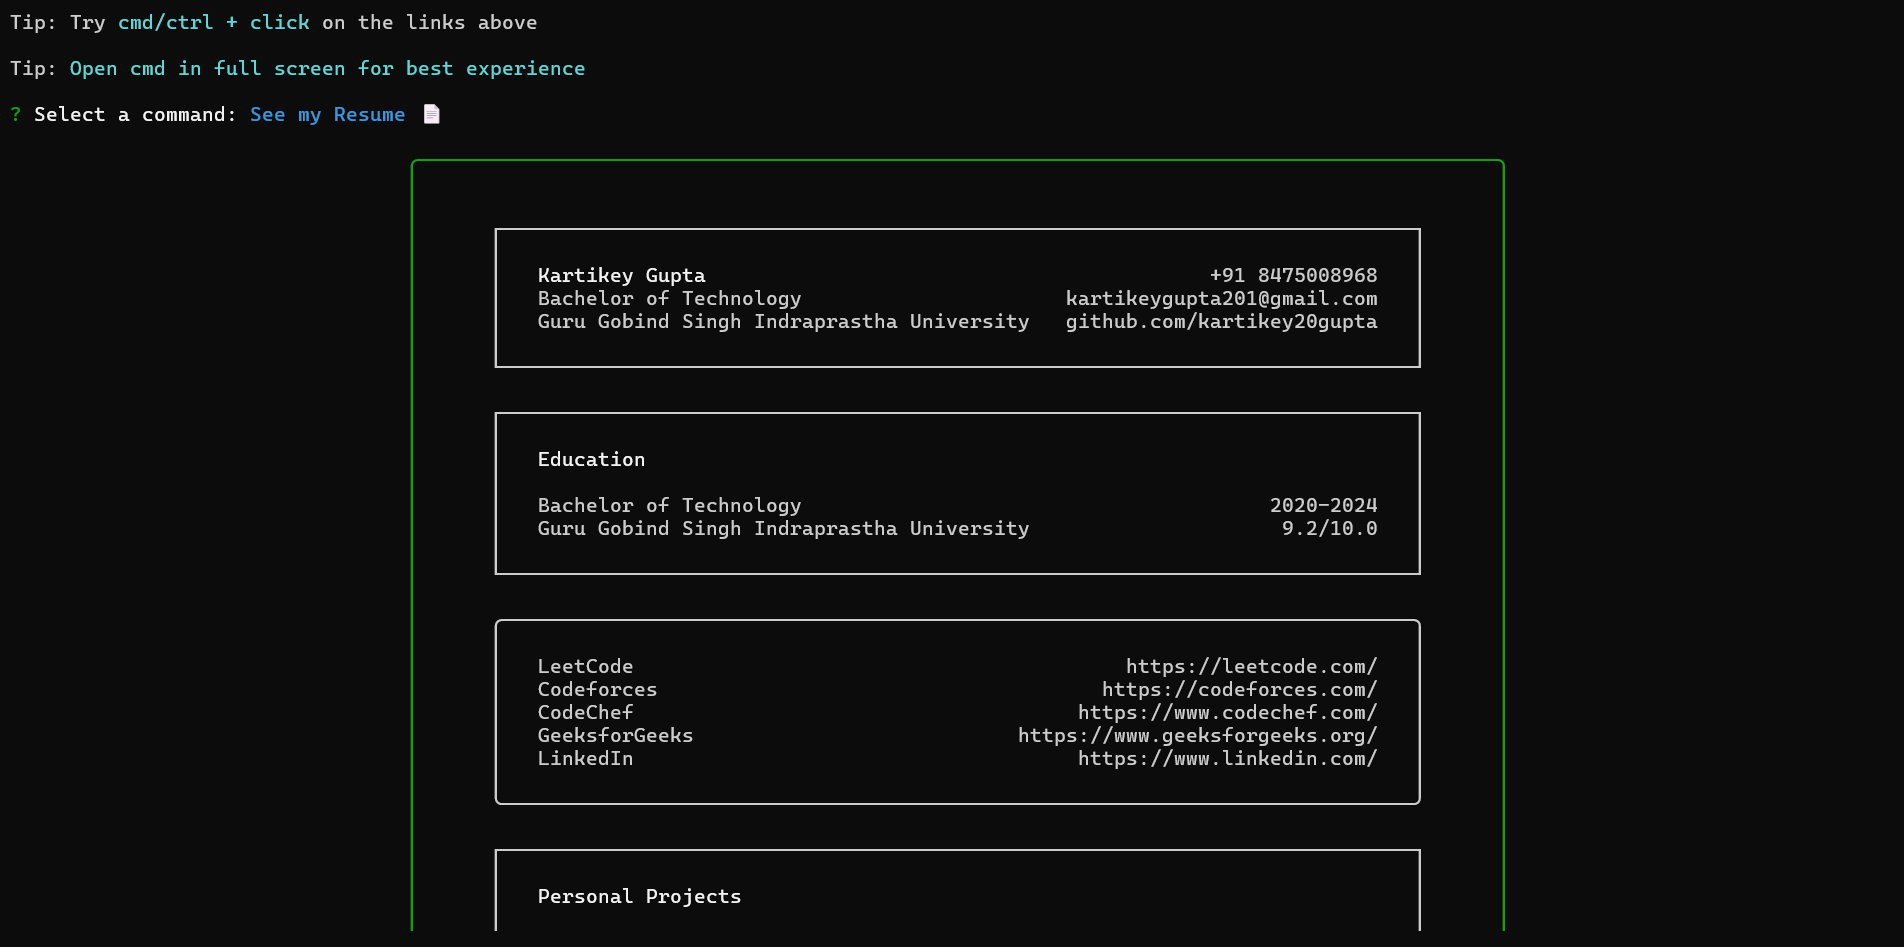 Tip: Try cmd/ctrl + click on the links above
Tip: Open cmd in full screen for best experience
? Select a command: See my Resume
Kartikey Gupta +91 8475008968
Bachelor of Technology kartikeygupta201@gmail.com
Guru Gobind Singh Indraprastha University github.com/kartikey20gupta
Education
Bachelor of Technology 2020-2024
Guru Gobind Singh Indraprastha University 9.2/10.0
LeetCode https://leetcode.com/
Codeforces https://codeforces.com/
CodeChef https://www.codechef.com/
GeeksforGeeks https://www.geeksforgeeks.org/
LinkedIn https://www.linkedin.com/
Personal Projects